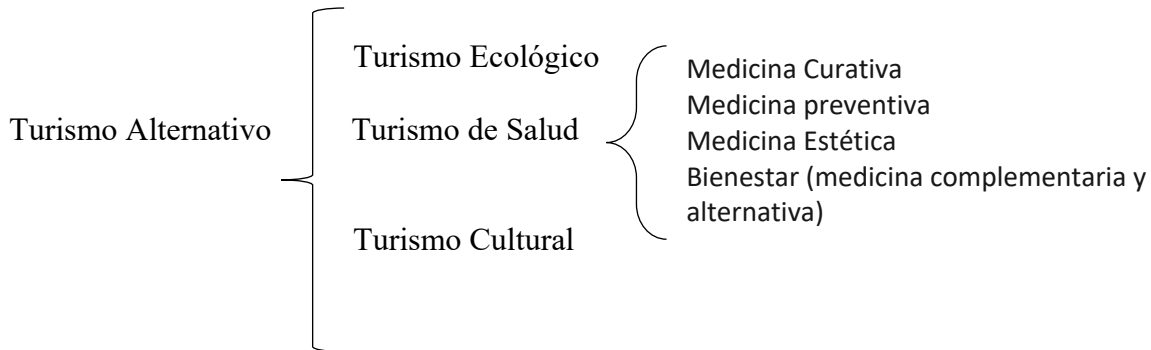 Turismo Alternativo
Turismo Ecológico
Turismo de Salud
Turismo Cultural
Medicina Curativa
Medicina preventiva
Medicina Estética
Bienestar (medicina complementaria y
alternativa)